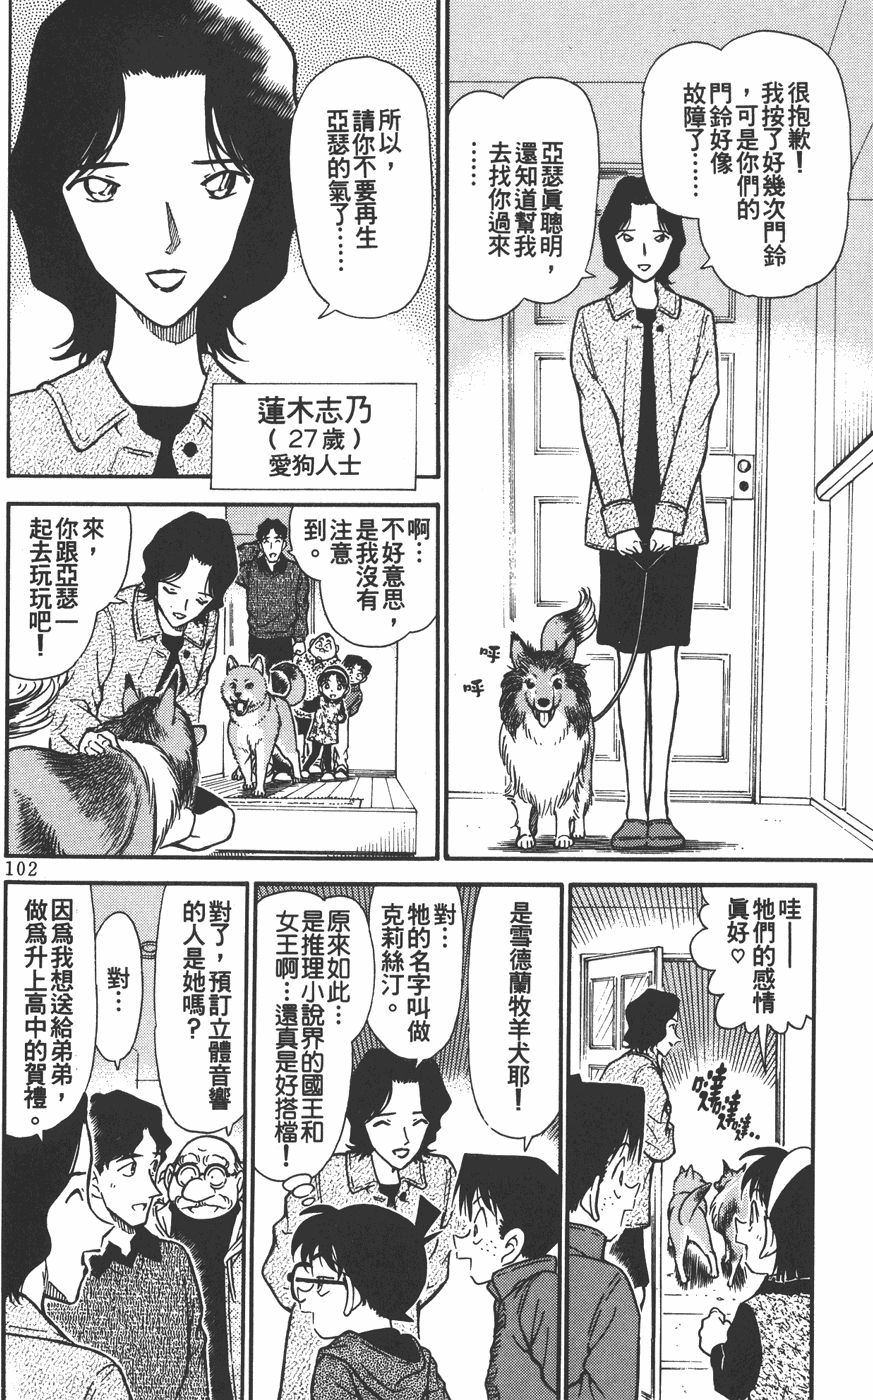 很抱歉！
我按了好幾次門鈴
，可是你們的
門鈴好像
故障了……
亞瑟眞聰明，
還知道幫我
去找你過來
……
所以，
請你不要再生
亞瑟的氣了……
蓮木志乃
（27歲）
愛狗人士
呼
呼
啊…
不好意思，
是我沒有
注意
到。
來，
你跟亞瑟一
起去玩玩吧！
102
哇──
牠們的感情
眞好♡
噠噠噠…
是雪德蘭牧羊犬耶！
對…
牠的名字叫做
克莉絲汀。
原來如此…
是推理小說界的國王和
女王啊…還真是好搭檔！
對了，預訂立體音響
的人是她嗎？
對…
因為我想送給弟弟，
做爲升上高中的賀禮。